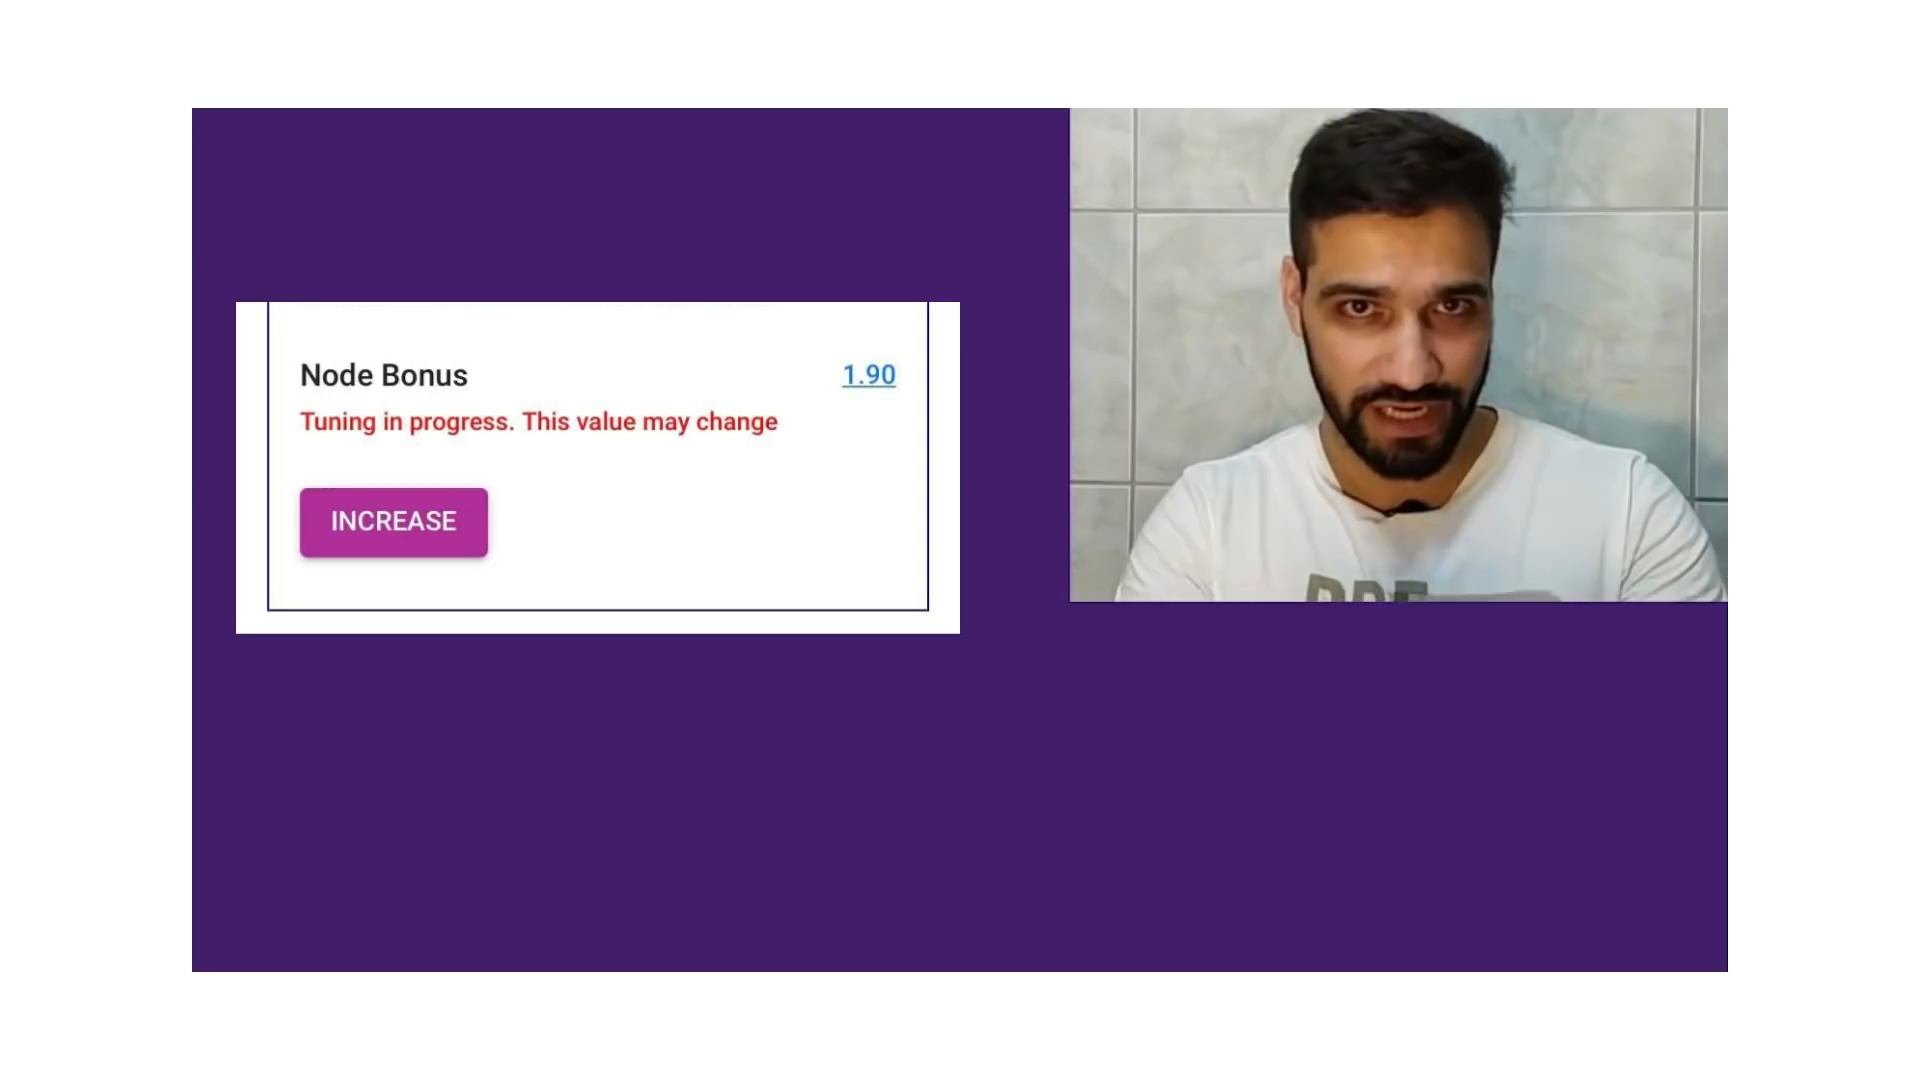 Node Bonus 1.90
Tuning in progress. This value may change
INCREASE